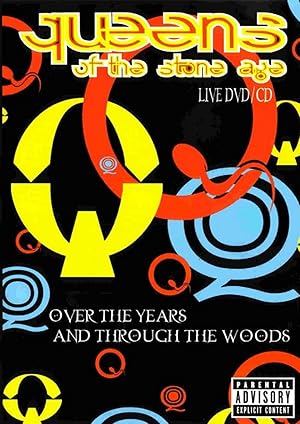 queens
of the stone age
LIVE DVD/CD
OVER THE YEARS
AND THROUGH THE WOODS
PARENTAL
ADVISORY
EXPLICIT CONTENT